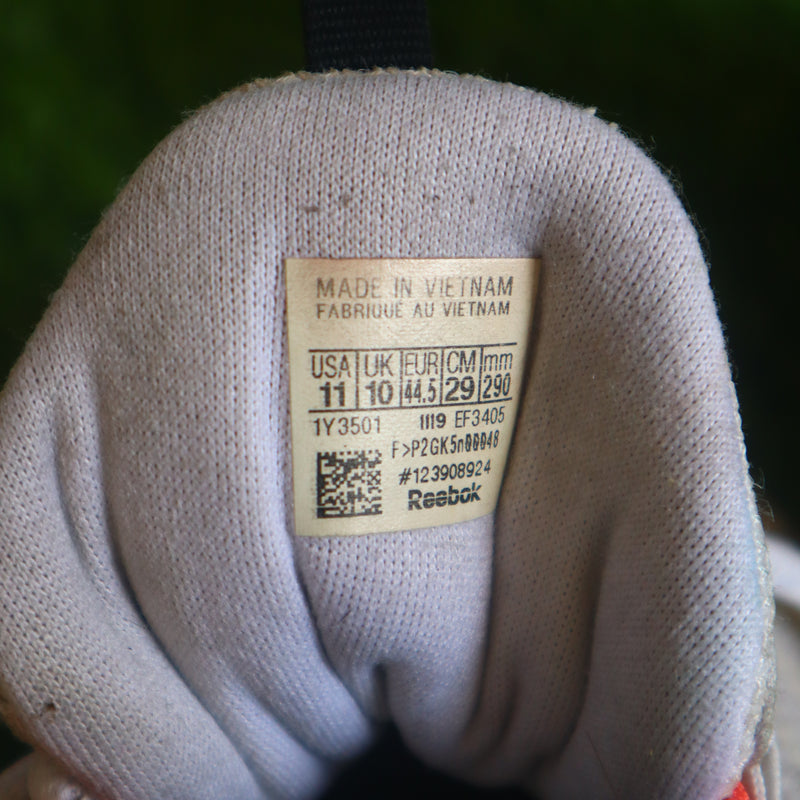 MADE IN VIETNAM
FABRIQUÉ AU VIETNAM
USA UK EUR CM mm
11 10 44.5 29 290
1Y3501 1119 EF3405
F>P2GK5n00048
#123908924
Reebok